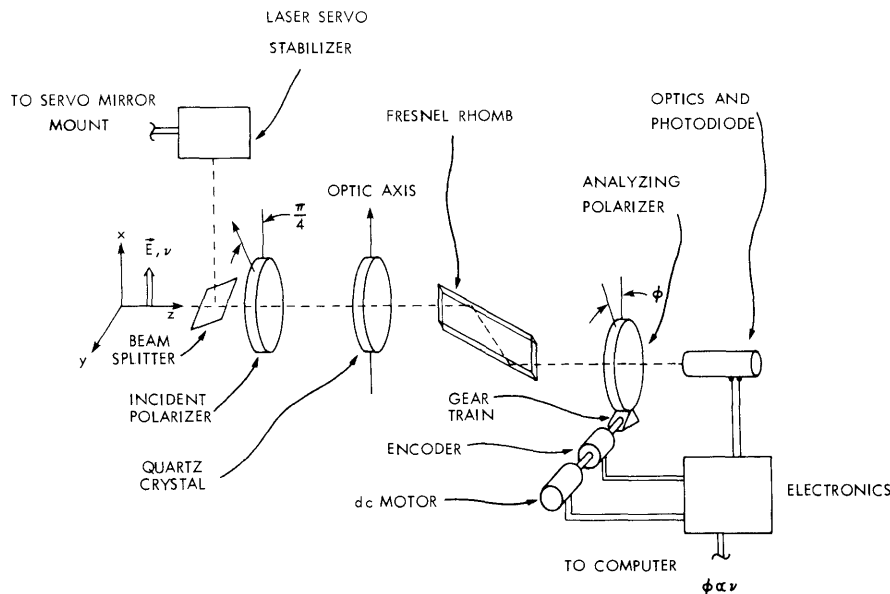 LASER SERVO
STABILIZER
TO SERVO MIRROR
MOUNT
OPTICS AND
PHOTODIODE
FRESNEL RHOMB
ANALYZING
POLARIZER
OPTIC AXIS
π/4
x
E⃗, ν
z
y
ϕ
BEAM
SPLITTER
INCIDENT
POLARIZER
QUARTZ
CRYSTAL
GEAR
TRAIN
ENCODER
dc MOTOR
ELECTRONICS
TO COMPUTER
ϕ α ν